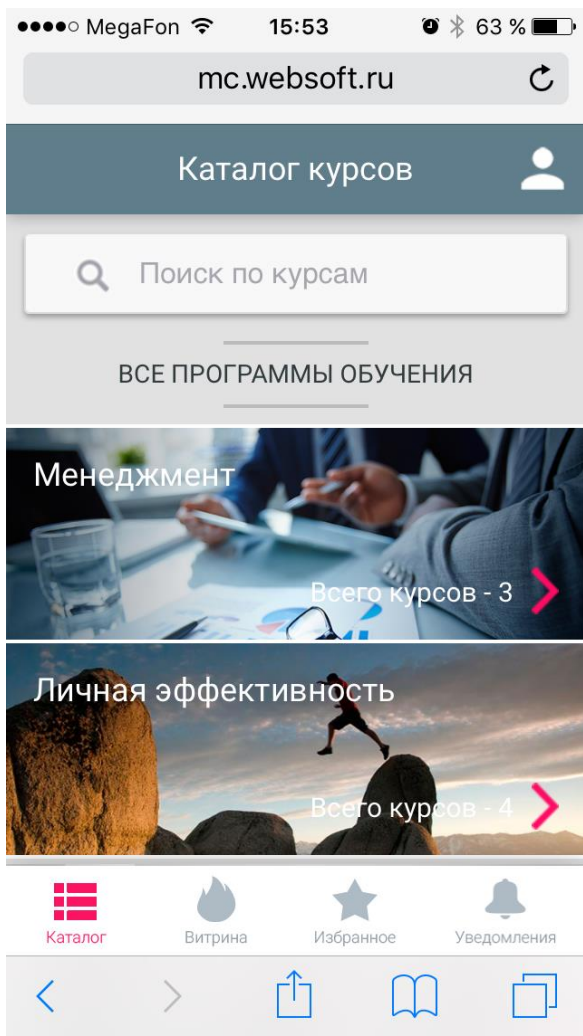 MegaFon 15:53 63 %
mc.websoft.ru
Каталог курсов
Поиск по курсам
ВСЕ ПРОГРАММЫ ОБУЧЕНИЯ
Менеджмент
Всего курсов - 3
Личная эффективность
Всего курсов - 4
Каталог Витрина Избранное Уведомления